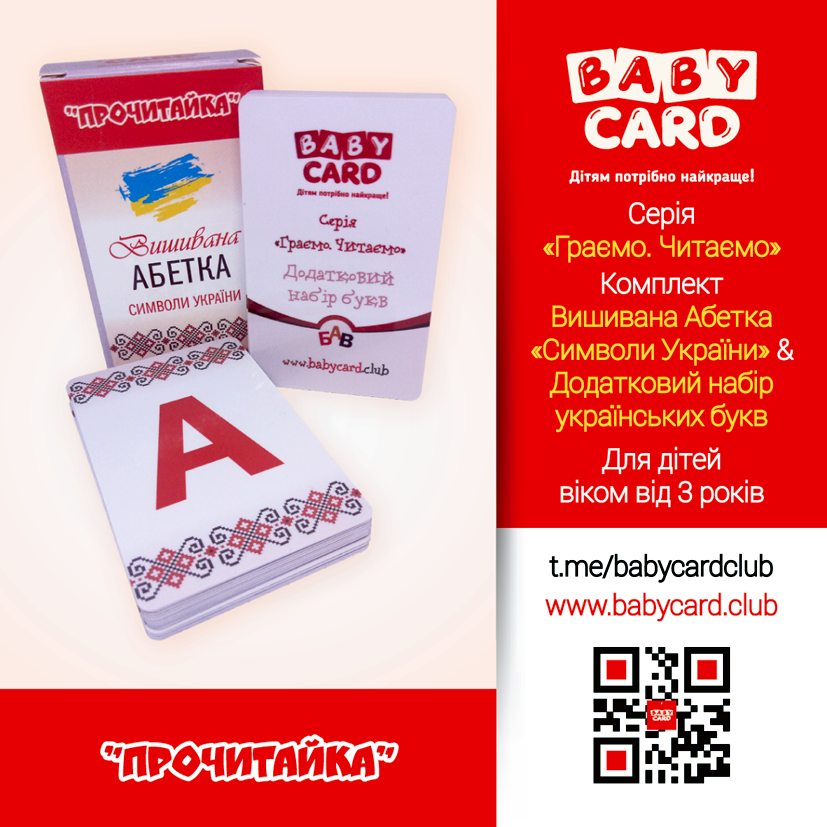 BABY
CARD
"ПРОЧИТАЙКА"
Вишивана
АБЕТКА
СИМВОЛИ УКРАЇНИ
BABY
CARD
Дітям потрібно найкраще!
Серія
«Граємо. Читаємо»
Додатковий
набір букв
БАВ
www.babycard.club
А
"ПРОЧИТАЙКА"
BABY
CARD
Дітям потрібно найкраще!
Серія
«Граємо. Читаємо»
Комплект
Вишивана Абетка
«Символи України» &
Додатковий набір
українських букв
Для дітей
віком від 3 років
t.me/babycardclub
www.babycard.club
BABY
CARD